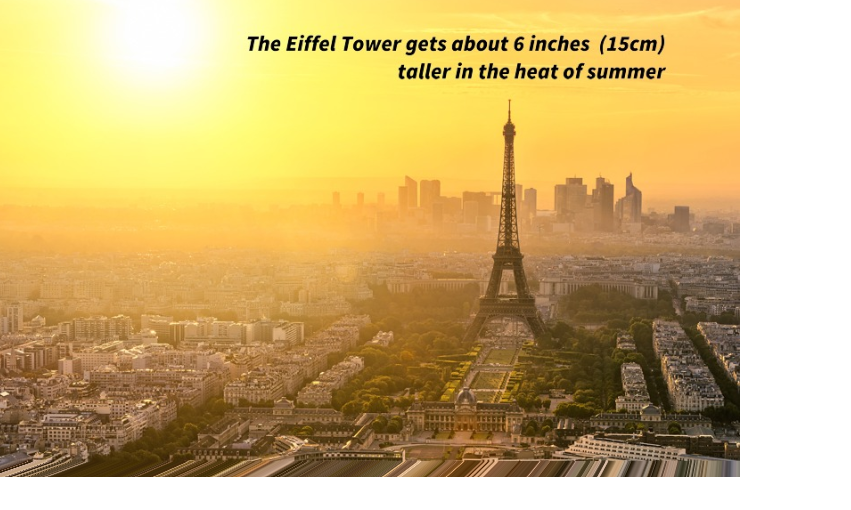 The Eiffel Tower gets about 6 inches (15cm)
taller in the heat of summer